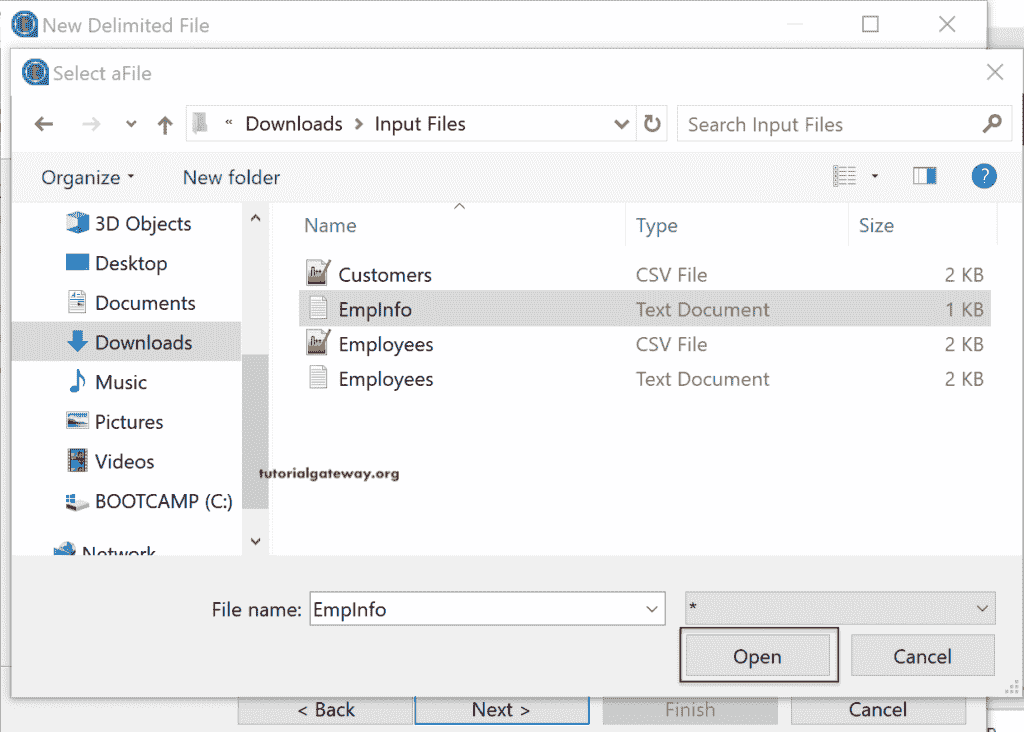 New Delimited File
Select aFile
« Downloads > Input Files
Search Input Files
Organize
New folder
?
Name Type Size
3D Objects
Desktop
Documents
Downloads
Music
Pictures
Videos
BOOTCAMP (C:)
Network
Customers CSV File 2 KB
EmpInfo Text Document 1 KB
Employees CSV File 2 KB
Employees Text Document 2 KB
tutorialgateway.org
File name: EmpInfo *
Open Cancel
< Back Next > Finish Cancel